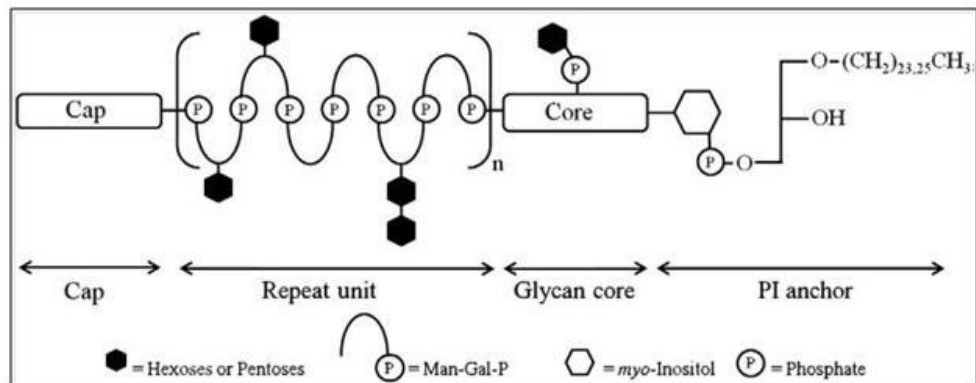 O-(CH₂)₂₃,₂₅CH₃
Cap
P P P P P P P
n
P
Core
P
O
OH
Cap
Repeat unit
Glycan core
PI anchor
= Hexoses or Pentoses
P = Man-Gal-P
= myo-Inositol
P = Phosphate